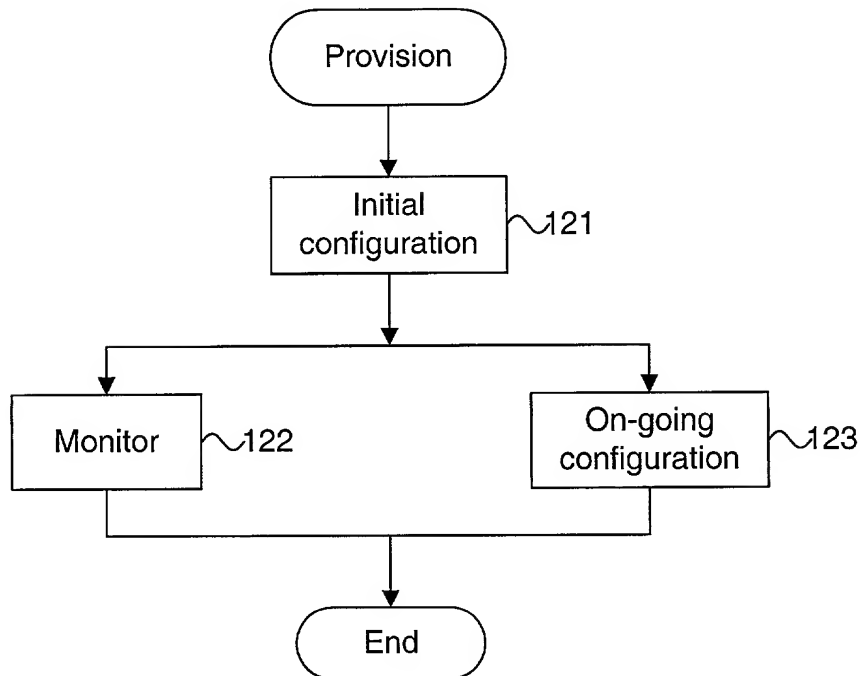 Provision
Initial
configuration
121
Monitor
122
On-going
configuration
123
End